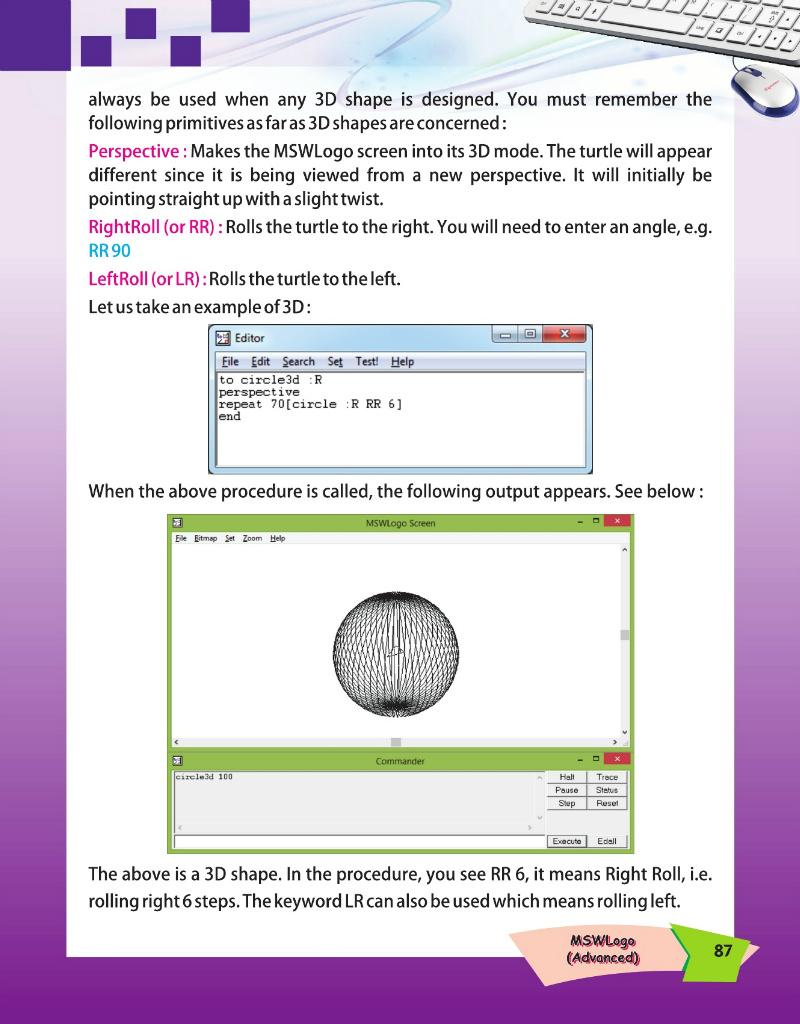 always be used when any 3D shape is designed. You must remember the
following primitives as far as 3D shapes are concerned :
Perspective : Makes the MSWLogo screen into its 3D mode. The turtle will appear
different since it is being viewed from a new perspective. It will initially be
pointing straight up with a slight twist.
RightRoll (or RR) : Rolls the turtle to the right. You will need to enter an angle, e.g.
RR 90
LeftRoll (or LR) : Rolls the turtle to the left.
Let us take an example of 3D :
Editor
File Edit Search Set Test! Help
to circle3d :R
perspective
repeat 70[circle :R RR 6]
end
When the above procedure is called, the following output appears. See below :
MSWLogo Screen
File Bitmap Set Zoom Help
Commander
circle3d 100
Halt Trace
Pause Status
Step Reset
Execute Edall
The above is a 3D shape. In the procedure, you see RR 6, it means Right Roll, i.e.
rolling right 6 steps. The keyword LR can also be used which means rolling left.
MSWLogo
(Advanced)
87